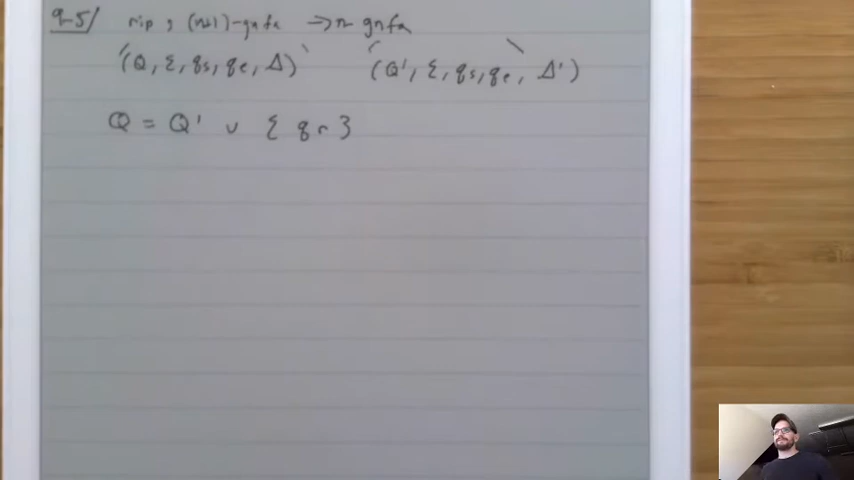 9-5/ rip : (n+1)-gnfa → n gnfa
(Q, Σ, qs, qe, Δ) (Q', Σ, qs, qe, Δ')
Q = Q' ∪ { qr }